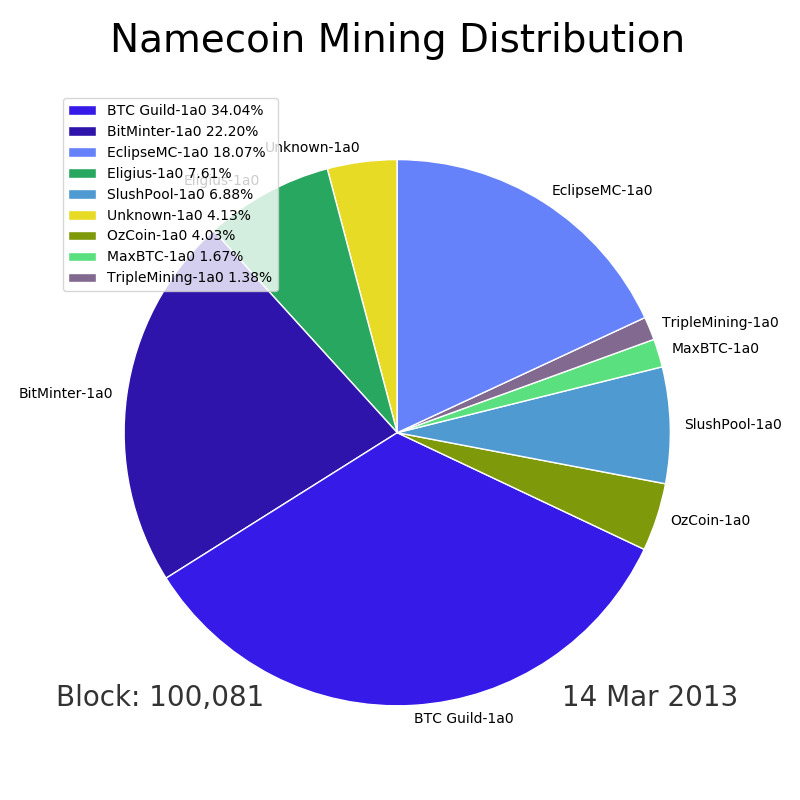 Namecoin Mining Distribution
BTC Guild-1a0 34.04%
BitMinter-1a0 22.20%
EclipseMC-1a0 18.07%
Eligius-1a0 7.61%
SlushPool-1a0 6.88%
Unknown-1a0 4.13%
OzCoin-1a0 4.03%
MaxBTC-1a0 1.67%
TripleMining-1a0 1.38%
Unknown-1a0
Eligius-1a0
EclipseMC-1a0
TripleMining-1a0
MaxBTC-1a0
BitMinter-1a0
SlushPool-1a0
OzCoin-1a0
Block: 100,081
14 Mar 2013
BTC Guild-1a0